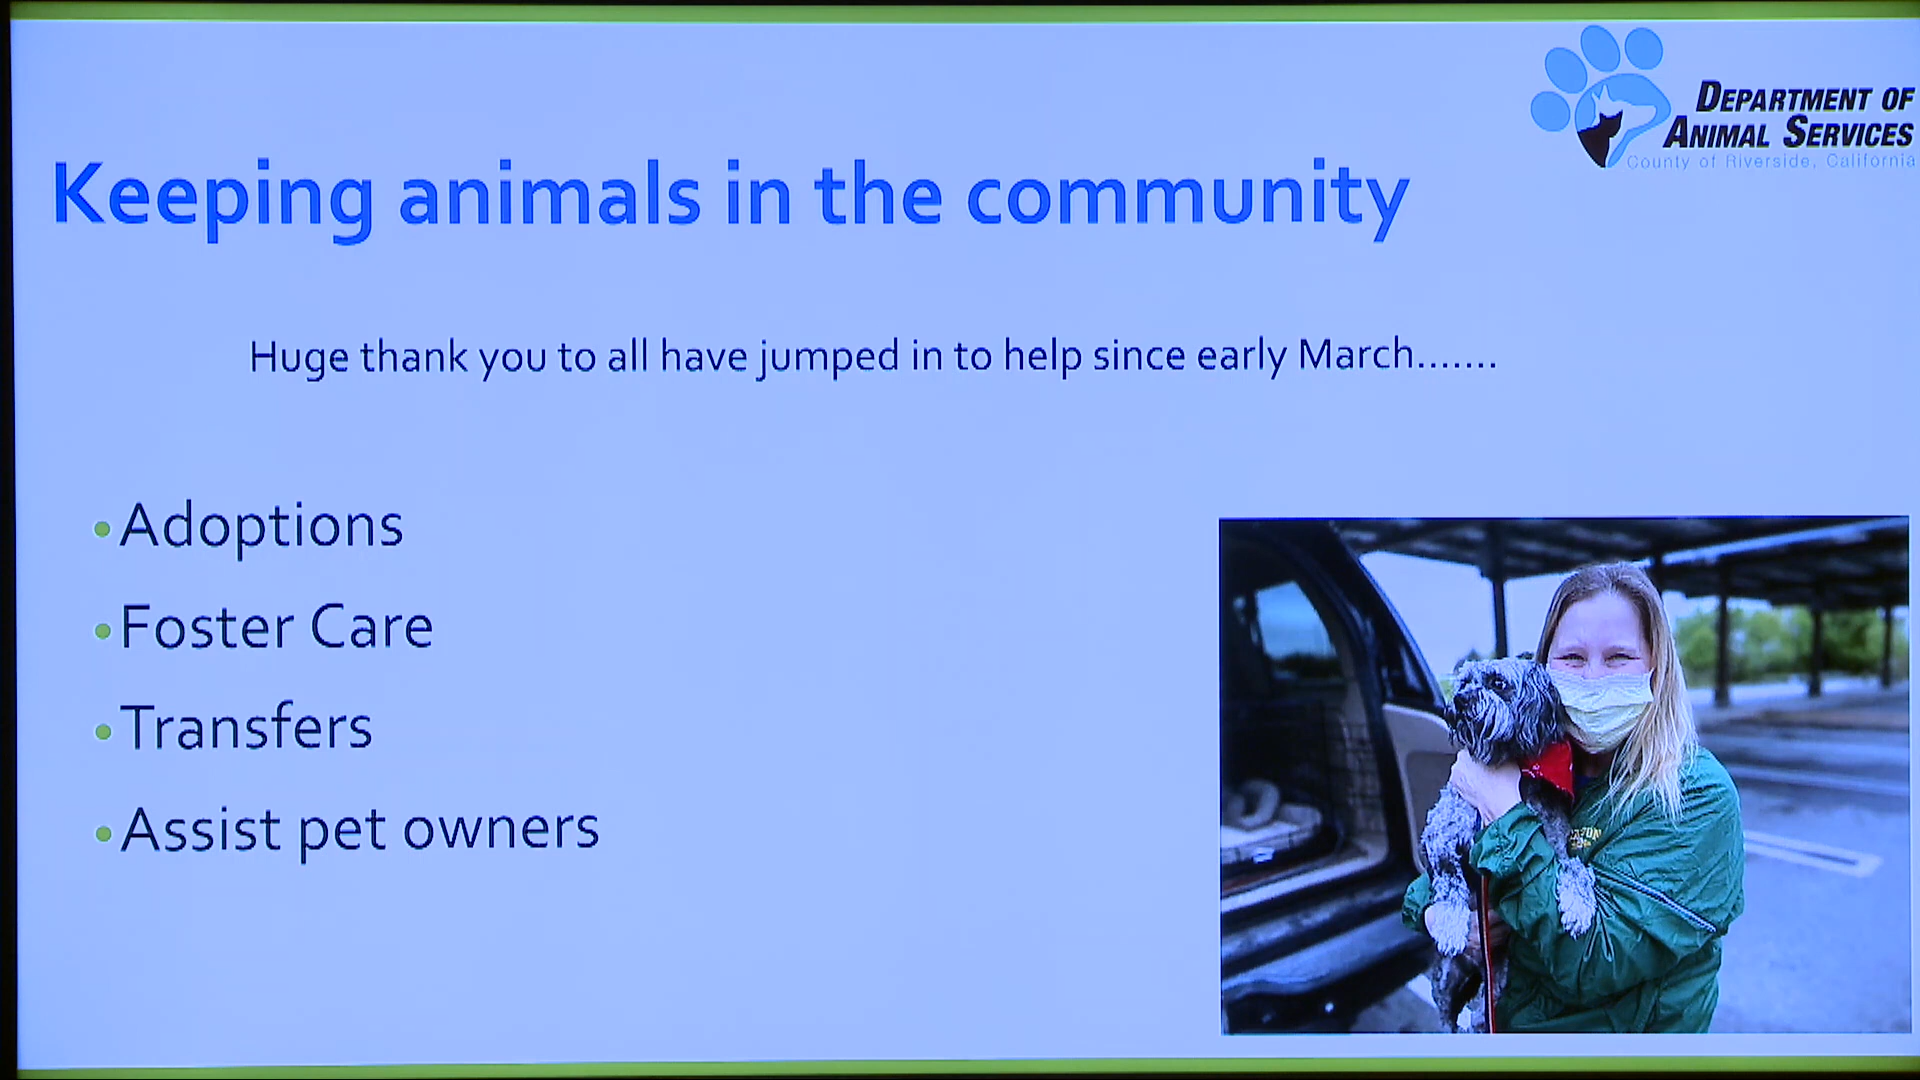 DEPARTMENT OF
ANIMAL SERVICES
County of Riverside, California
Keeping animals in the community
Huge thank you to all have jumped in to help since early March.......
•Adoptions
•Foster Care
•Transfers
•Assist pet owners